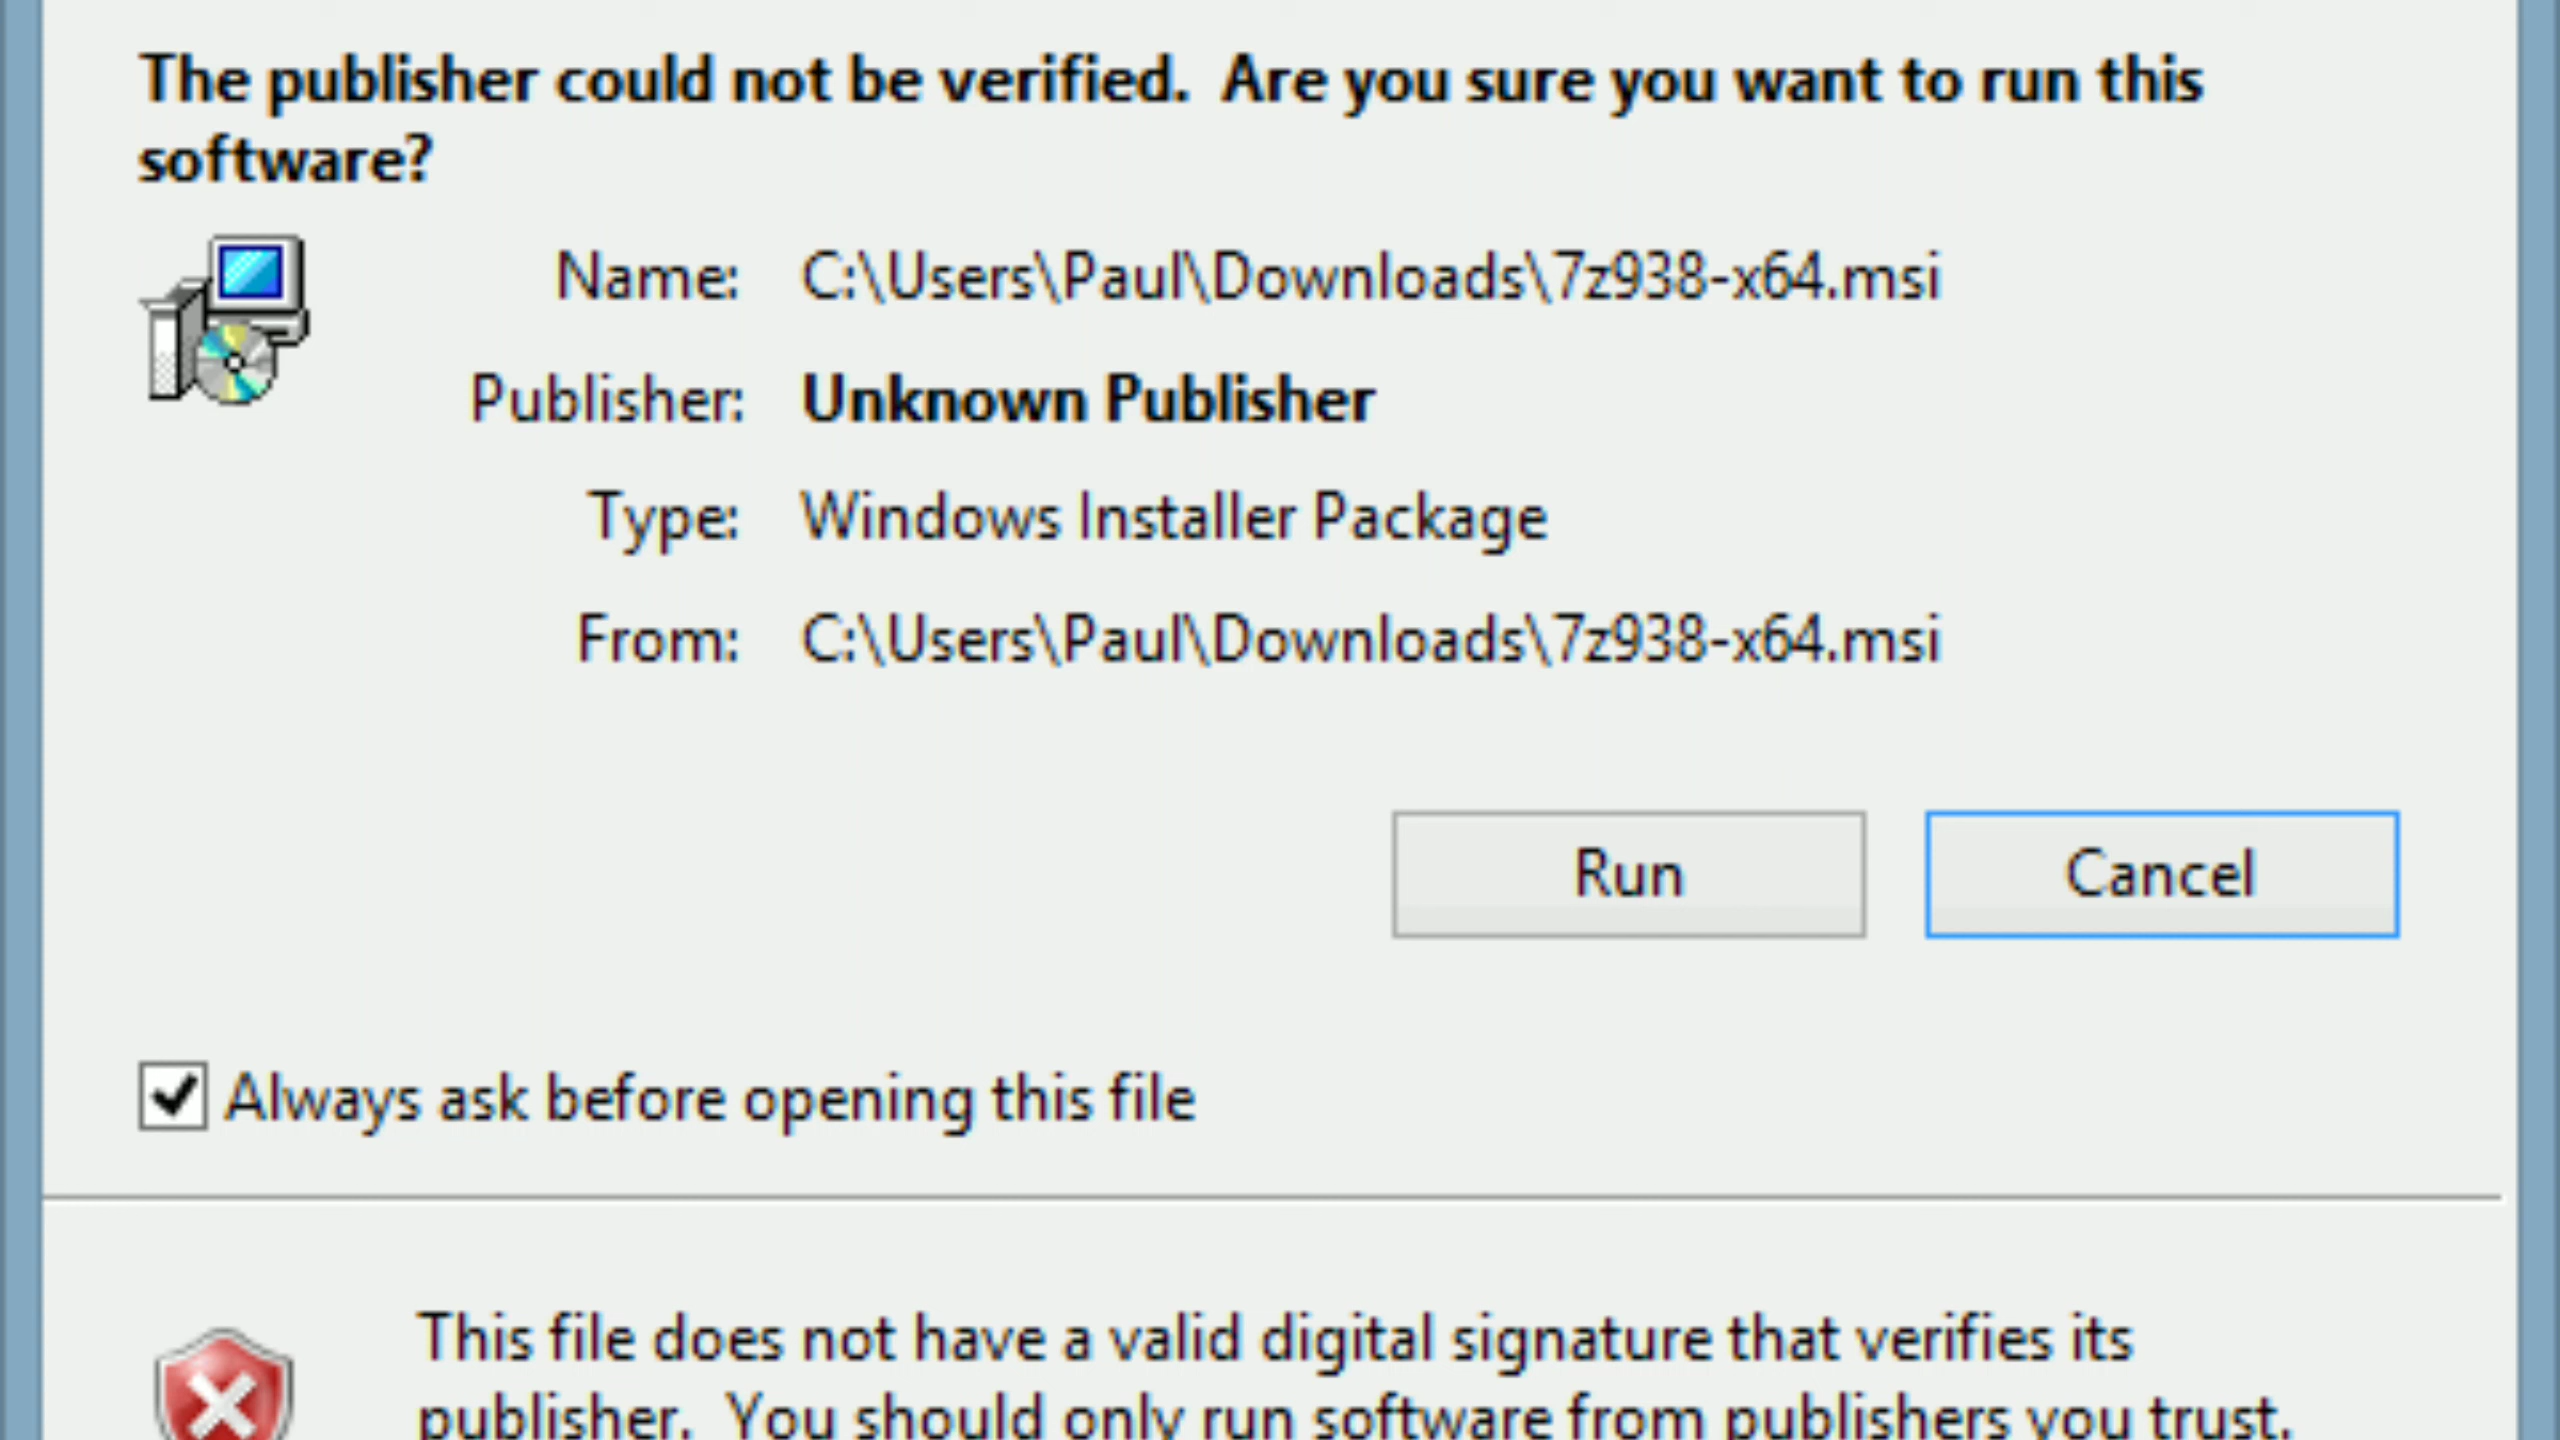 The publisher could not be verified.  Are you sure you want to run this
software?
Name: C:\Users\Paul\Downloads\7z938-x64.msi
Publisher: Unknown Publisher
Type: Windows Installer Package
From: C:\Users\Paul\Downloads\7z938-x64.msi
Run Cancel
Always ask before opening this file
This file does not have a valid digital signature that verifies its
publisher.  You should only run software from publishers you trust.